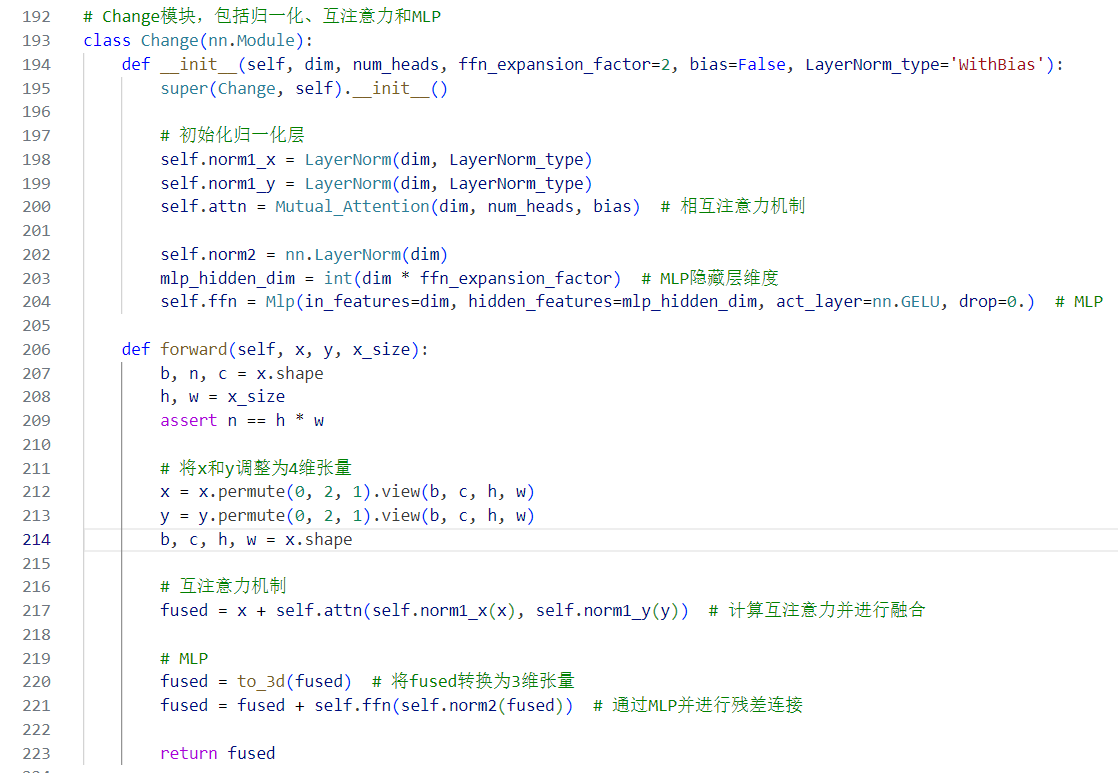 192 # Change模块，包括归一化、互注意力和MLP
193 class Change(nn.Module):
194 def __init__(self, dim, num_heads, ffn_expansion_factor=2, bias=False, LayerNorm_type='WithBias'):
195 super(Change, self).__init__()
196
197 # 初始化归一化层
198 self.norm1_x = LayerNorm(dim, LayerNorm_type)
199 self.norm1_y = LayerNorm(dim, LayerNorm_type)
200 self.attn = Mutual_Attention(dim, num_heads, bias)  # 相互注意力机制
201
202 self.norm2 = nn.LayerNorm(dim)
203 mlp_hidden_dim = int(dim * ffn_expansion_factor)  # MLP隐藏层维度
204 self.ffn = Mlp(in_features=dim, hidden_features=mlp_hidden_dim, act_layer=nn.GELU, drop=0.)  # MLP
205
206 def forward(self, x, y, x_size):
207 b, n, c = x.shape
208 h, w = x_size
209 assert n == h * w
210
211 # 将x和y调整为4维张量
212 x = x.permute(0, 2, 1).view(b, c, h, w)
213 y = y.permute(0, 2, 1).view(b, c, h, w)
214 b, c, h, w = x.shape
215
216 # 互注意力机制
217 fused = x + self.attn(self.norm1_x(x), self.norm1_y(y))  # 计算互注意力并进行融合
218
219 # MLP
220 fused = to_3d(fused)  # 将fused转换为3维张量
221 fused = fused + self.ffn(self.norm2(fused))  # 通过MLP并进行残差连接
222
223 return fused